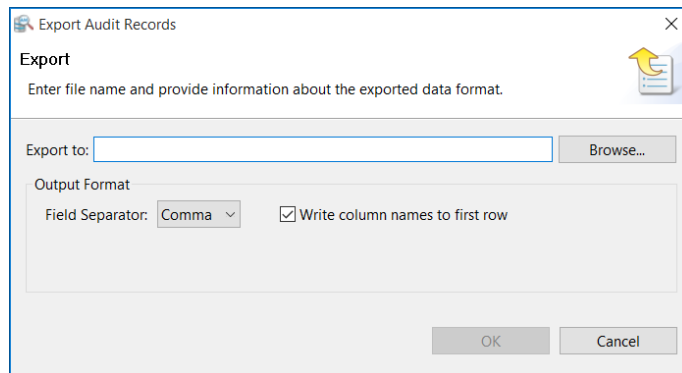 Export Audit Records
Export
Enter file name and provide information about the exported data format.
Export to: Browse...
Output Format
Field Separator: Comma Write column names to first row
OK Cancel